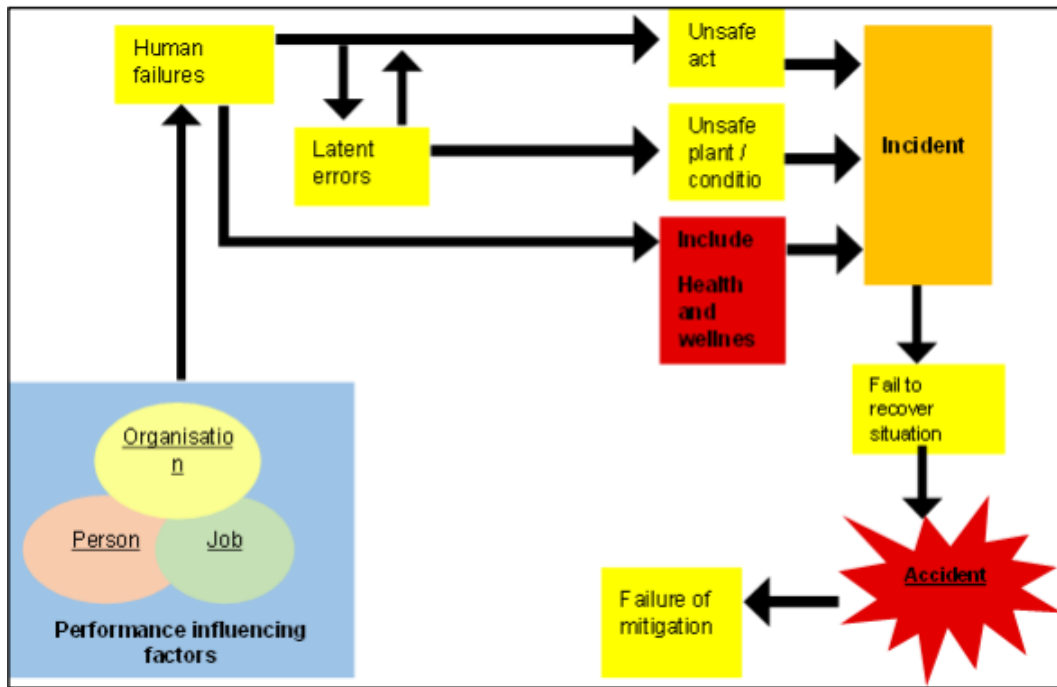 Human
failures
Unsafe
act
Latent
errors
Unsafe
plant /
conditio
Incident
Include
Health
and
wellnes
Fail to
recover
situation
Organisatio
n
Person
Job
Performance influencing
factors
Accident
Failure of
mitigation